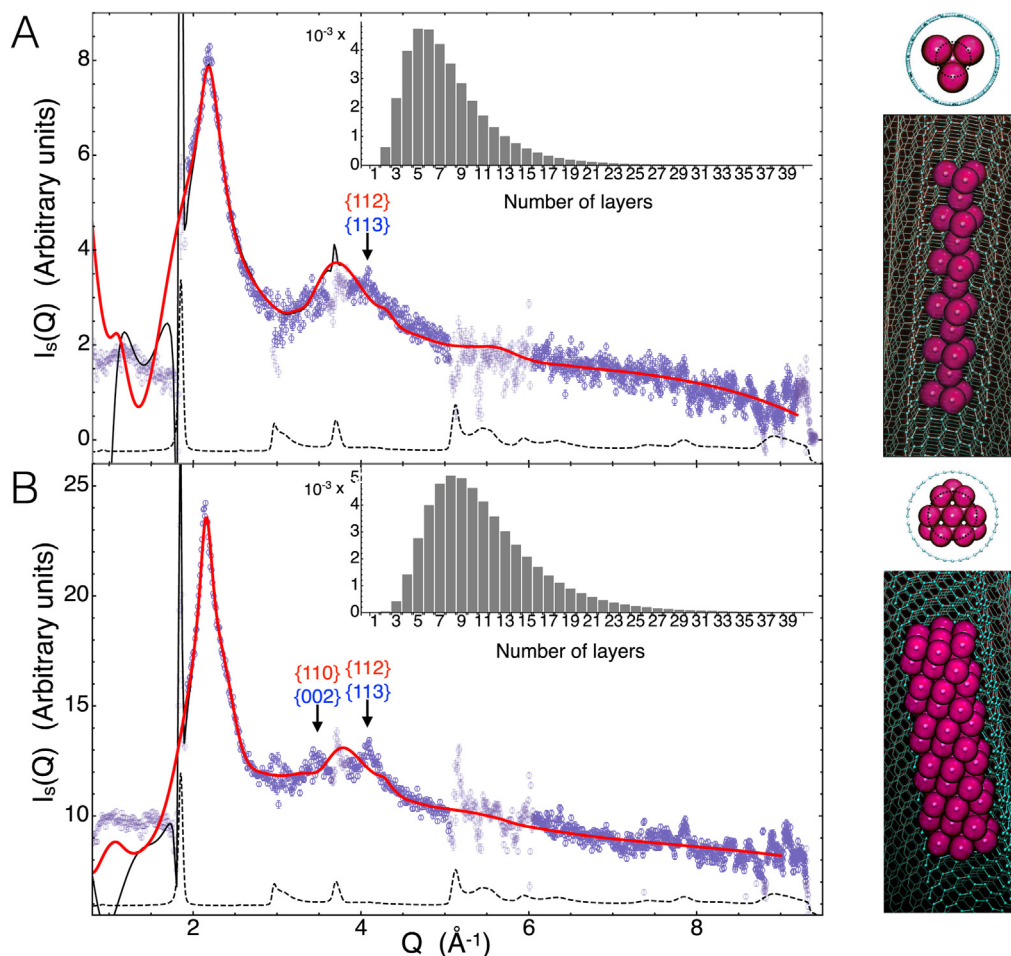 A
I_s(Q) (Arbitrary units)
8
6
4
2
0
10⁻³ x
4
3
2
1
0
1 3 5 7 9 11 13 15 17 19 21 23 25 27 29 31 33 35 37 39
Number of layers
{112}
{113}
B
I_s(Q) (Arbitrary units)
25
20
15
10
10⁻³ x
5
4
3
2
1
0
1 3 5 7 9 11 13 15 17 19 21 23 25 27 29 31 33 35 37 39
Number of layers
{110} {112}
{002} {113}
2 4 6 8
Q (Å⁻¹)